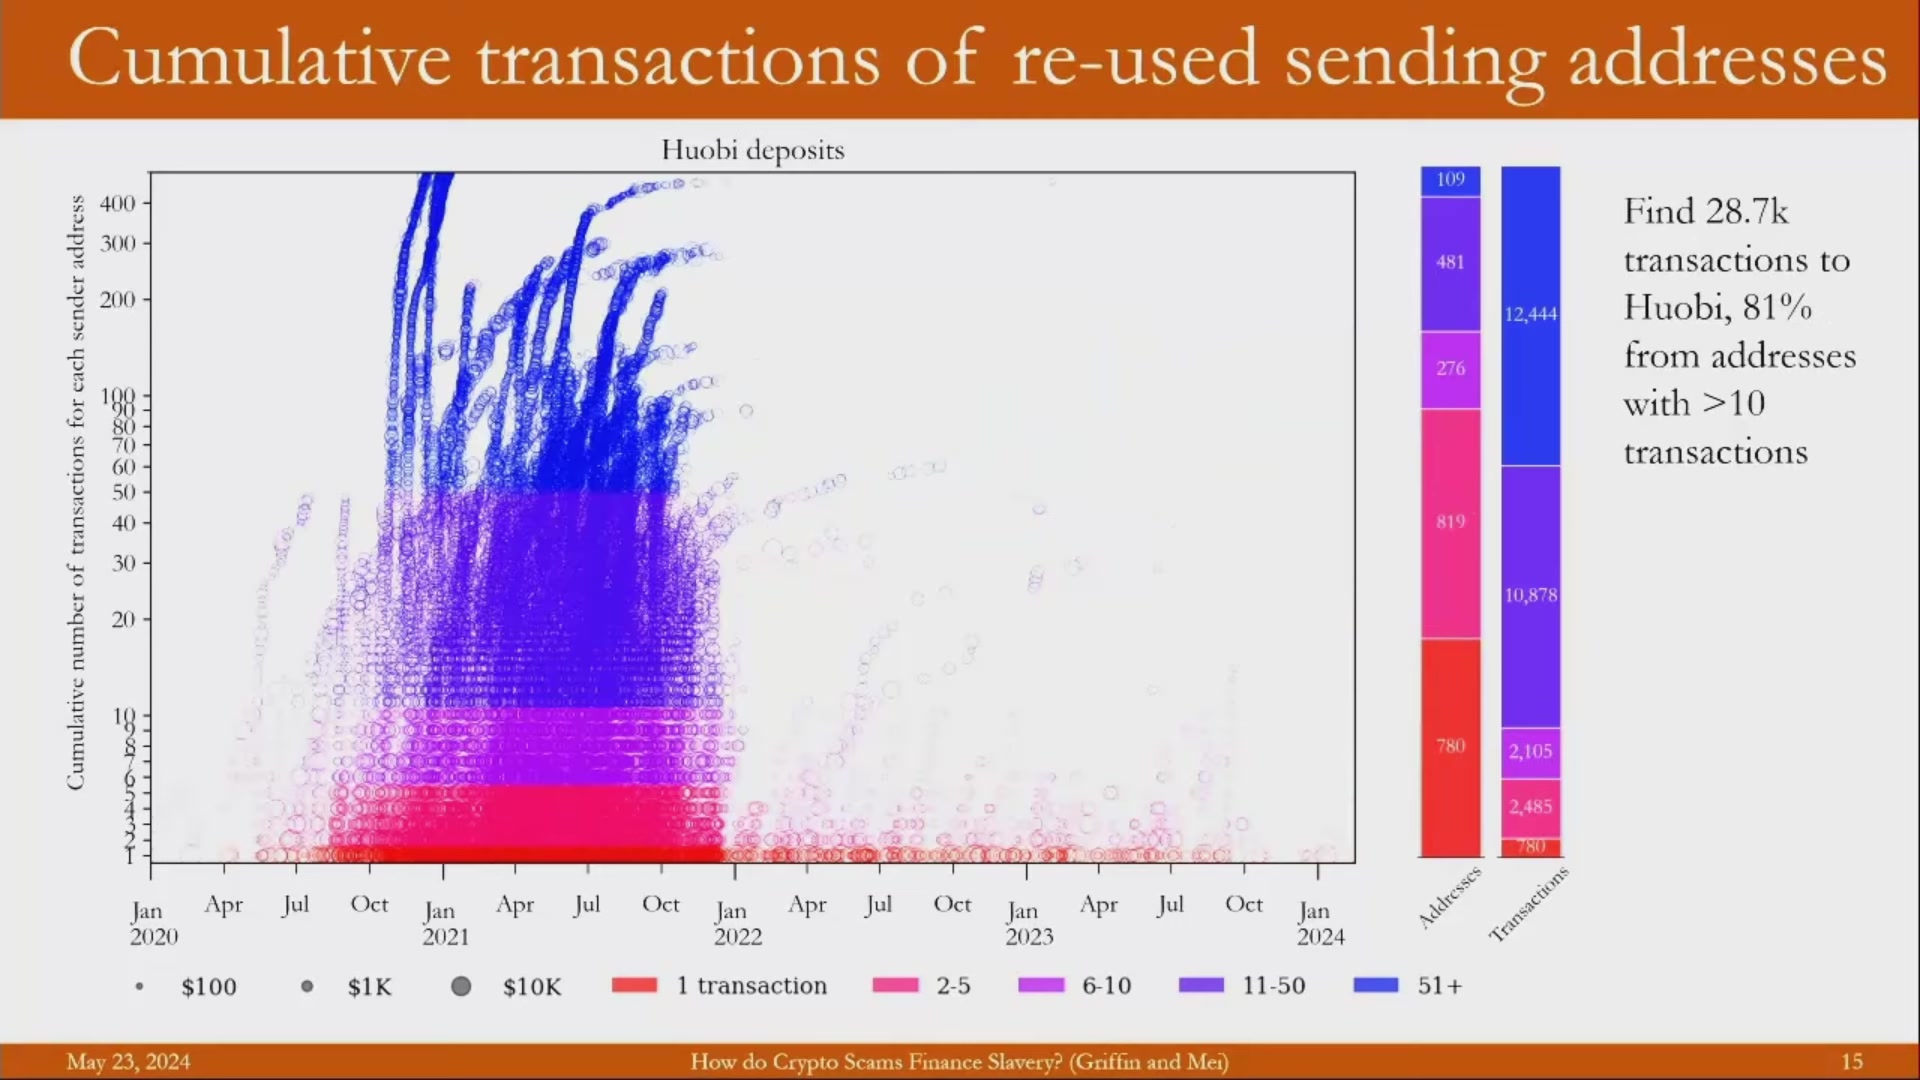 Cumulative transactions of re-used sending addresses
Huobi deposits
Cumulative number of transactions for each sender address
400
300
200
100
90
80
70
60
50
40
30
20
10
9
8
7
6
5
4
3
2
1
Jan
2020
Apr
Jul
Oct
Jan
2021
Apr
Jul
Oct
Jan
2022
Apr
Jul
Oct
Jan
2023
Apr
Jul
Oct
Jan
2024
109
481
276
819
780
Addresses
12,444
10,878
2,105
2,485
780
Transactions
Find 28.7k
transactions to
Huobi, 81%
from addresses
with >10
transactions
$100 $1K $10K 1 transaction 2-5 6-10 11-50 51+
May 23, 2024
How do Crypto Scams Finance Slavery? (Griffin and Mei)
15